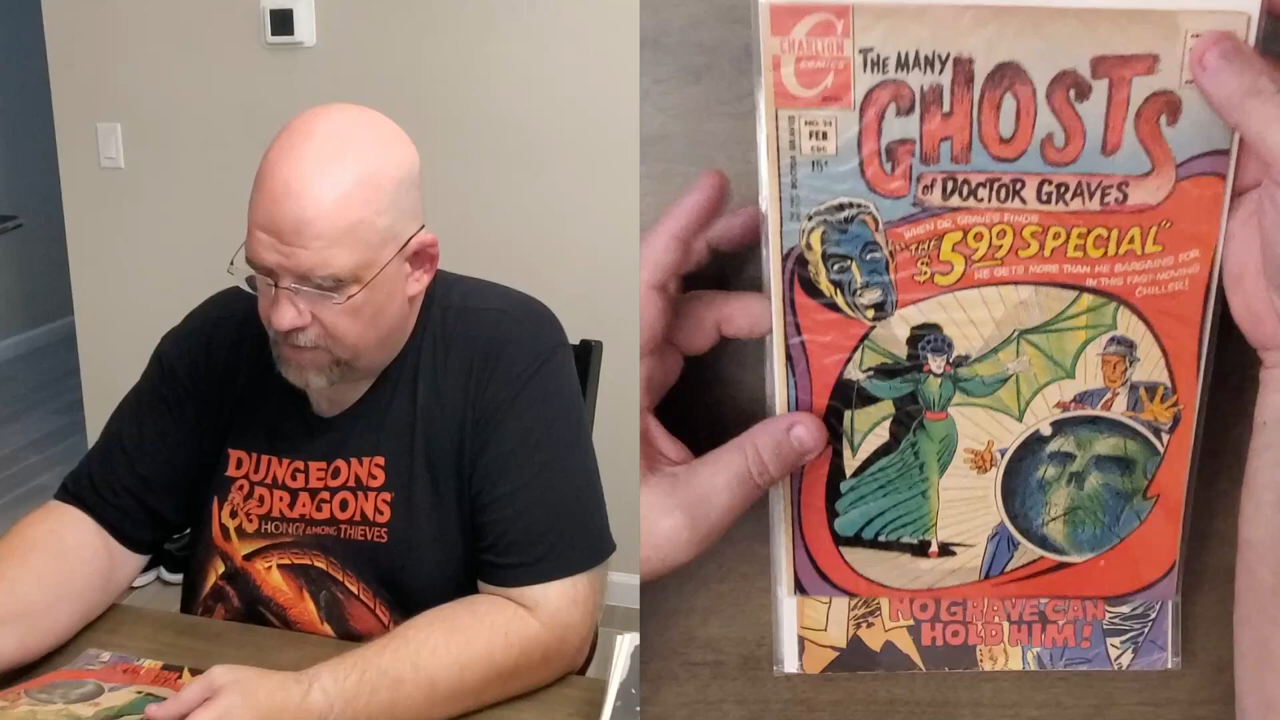 DUNGEONS
& DRAGONS
HONOR AMONG THIEVES
CHARLTON
COMICS
THE MANY
GHOSTS
of DOCTOR GRAVES
FEB
15¢
WHEN DR. GRAVES FINDS
"THE
$5.99 SPECIAL"
HE GETS MORE THAN HE BARGAINS FOR
IN THIS FAST-MOVING
CHILLER!
NO GRAVE CAN
HOLD HIM!